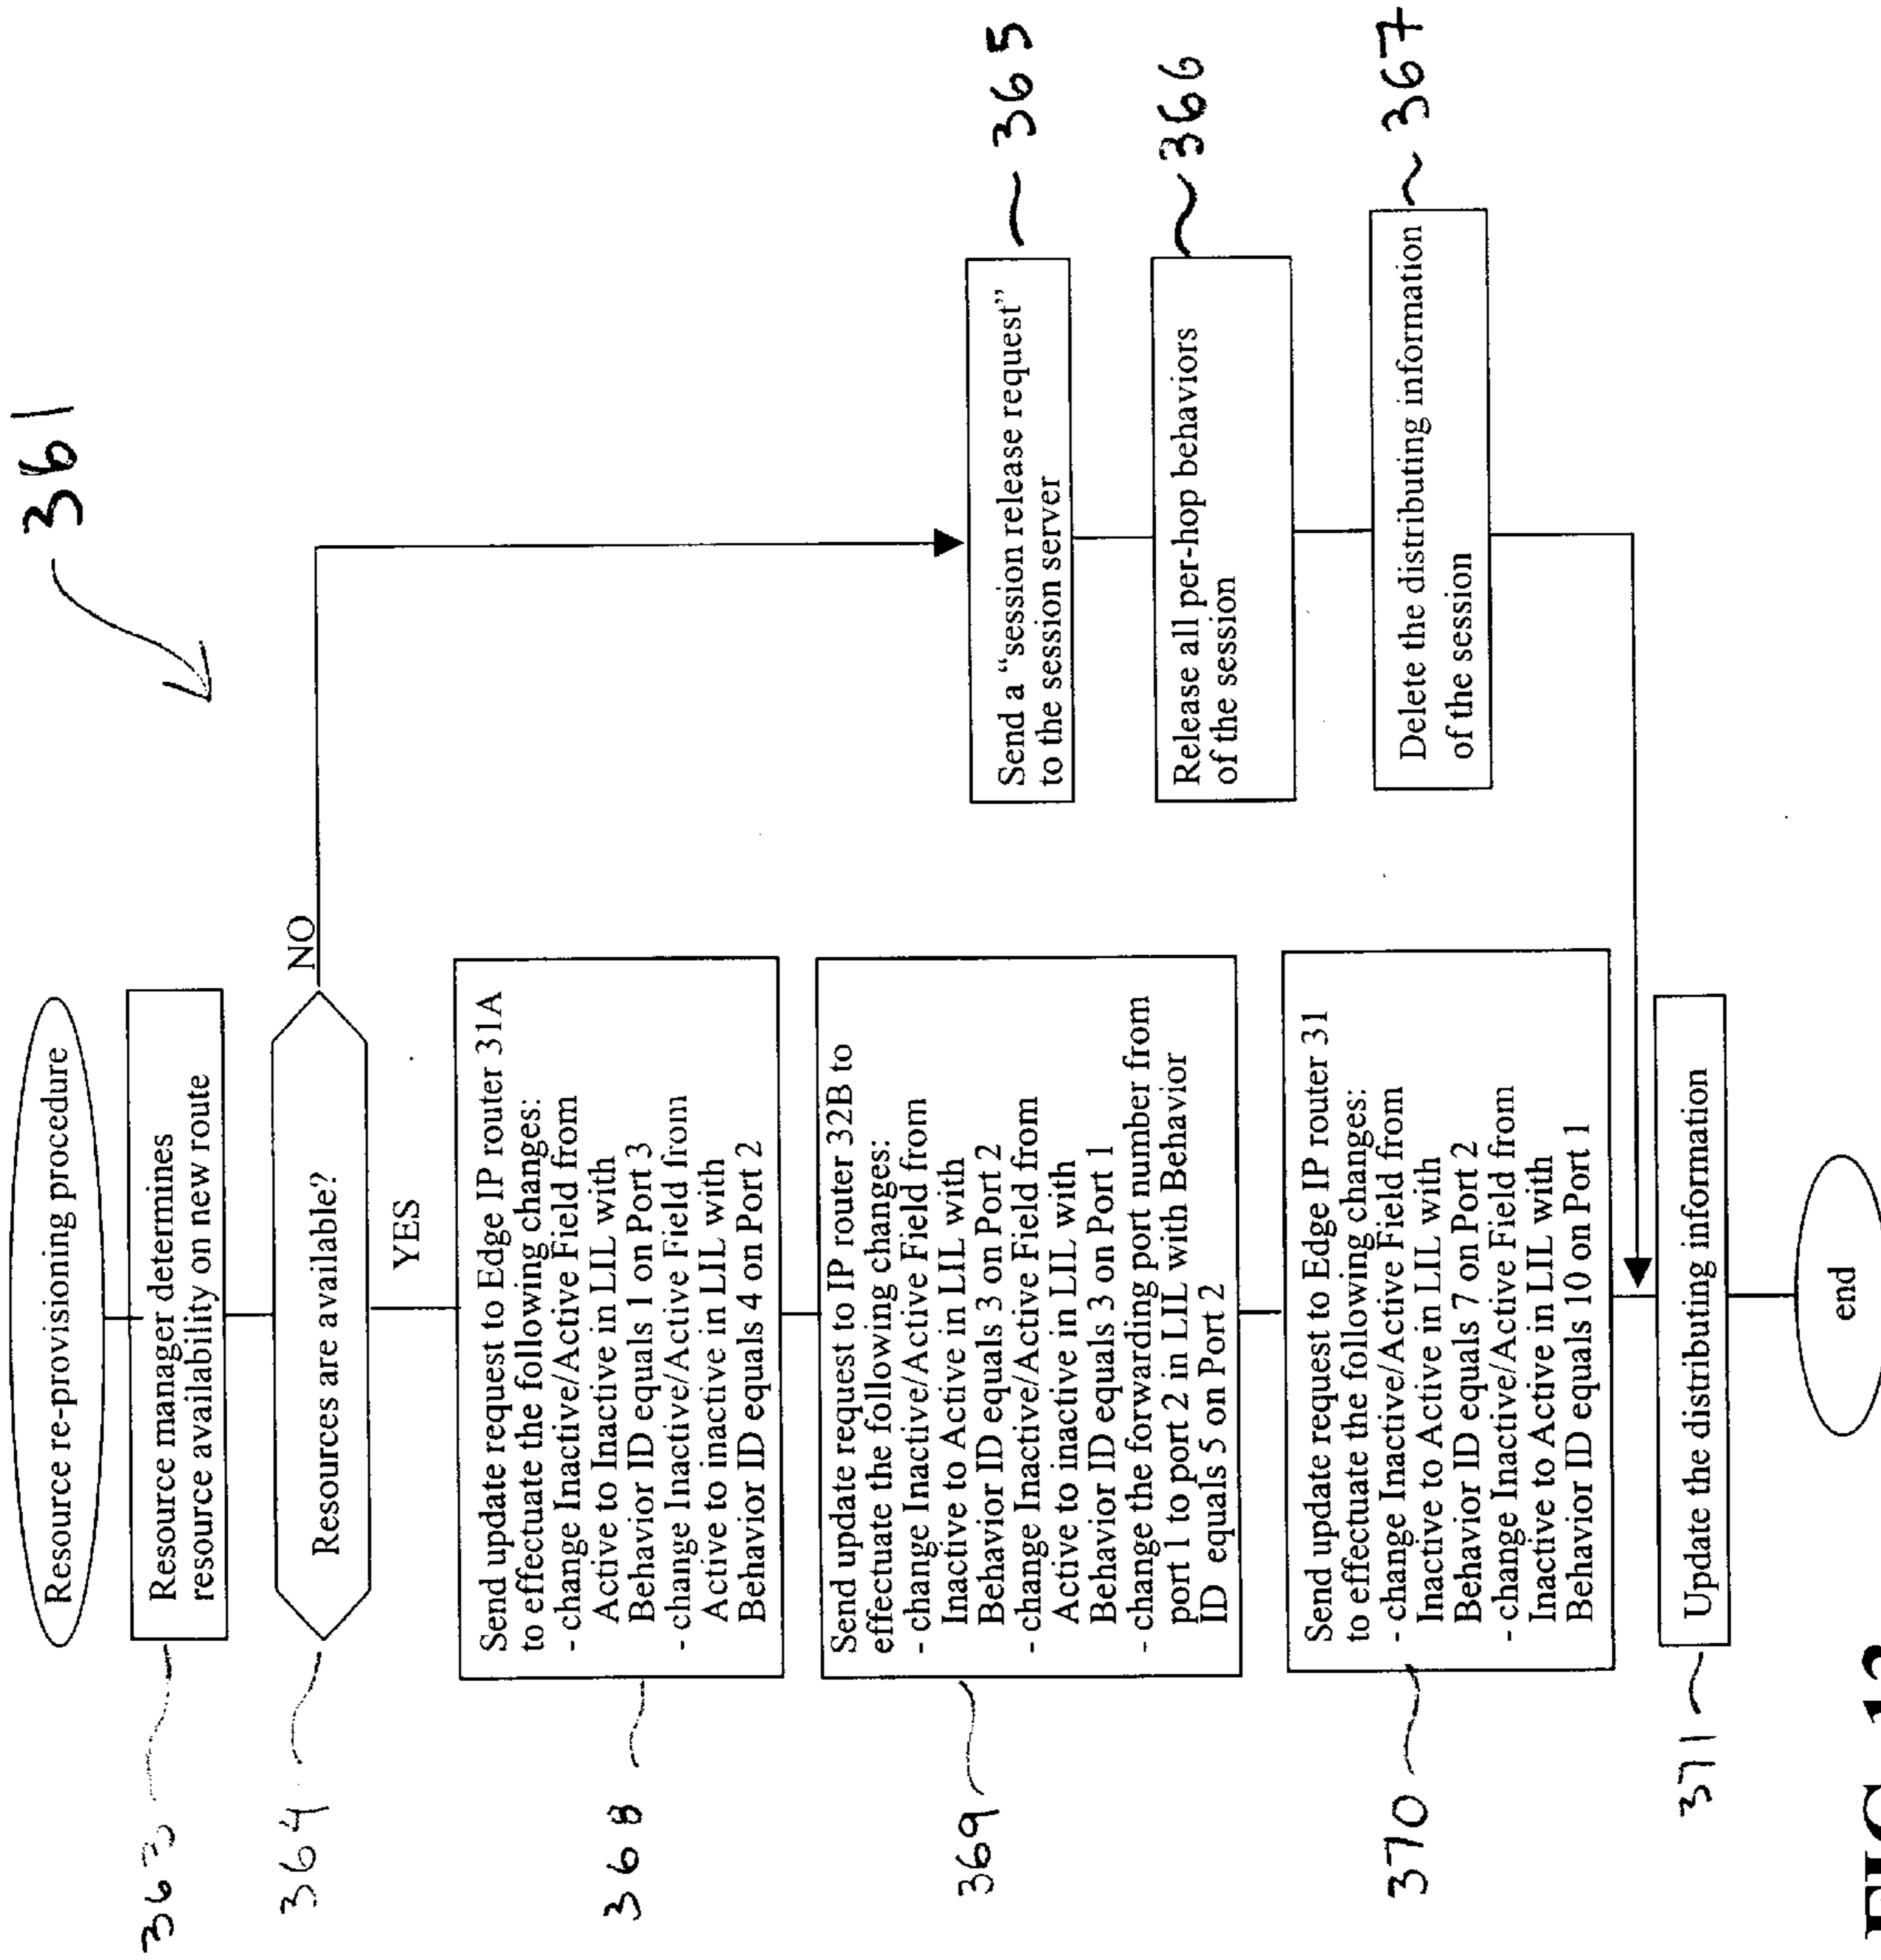 361
Resource re-provisioning procedure
363
Resource manager determines
resource availability on new route
364
Resources are available?
NO
YES
368
Send update request to Edge IP router 31A
to effectuate the following changes:
- change Inactive/Active Field from
Active to Inactive in LIL with
Behavior ID equals 1 on Port 3
- change Inactive/Active Field from
Active to inactive in LIL with
Behavior ID equals 4 on Port 2
369
Send update request to IP router 32B to
effectuate the following changes:
- change Inactive/Active Field from
Inactive to Active in LIL with
Behavior ID equals 3 on Port 2
- change Inactive/Active Field from
Active to inactive in LIL with
Behavior ID equals 3 on Port 1
- change the forwarding port number from
port 1 to port 2 in LIL with Behavior
ID equals 5 on Port 2
370
Send update request to Edge IP router 31
to effectuate the following changes:
- change Inactive/Active Field from
Inactive to Active in LIL with
Behavior ID equals 7 on Port 2
- change Inactive/Active Field from
Inactive to Active in LIL with
Behavior ID equals 10 on Port 1
Send a “session release request”
to the session server
365
Release all per-hop behaviors
of the session
366
Delete the distributing information
of the session
367
371
Update the distributing information
end